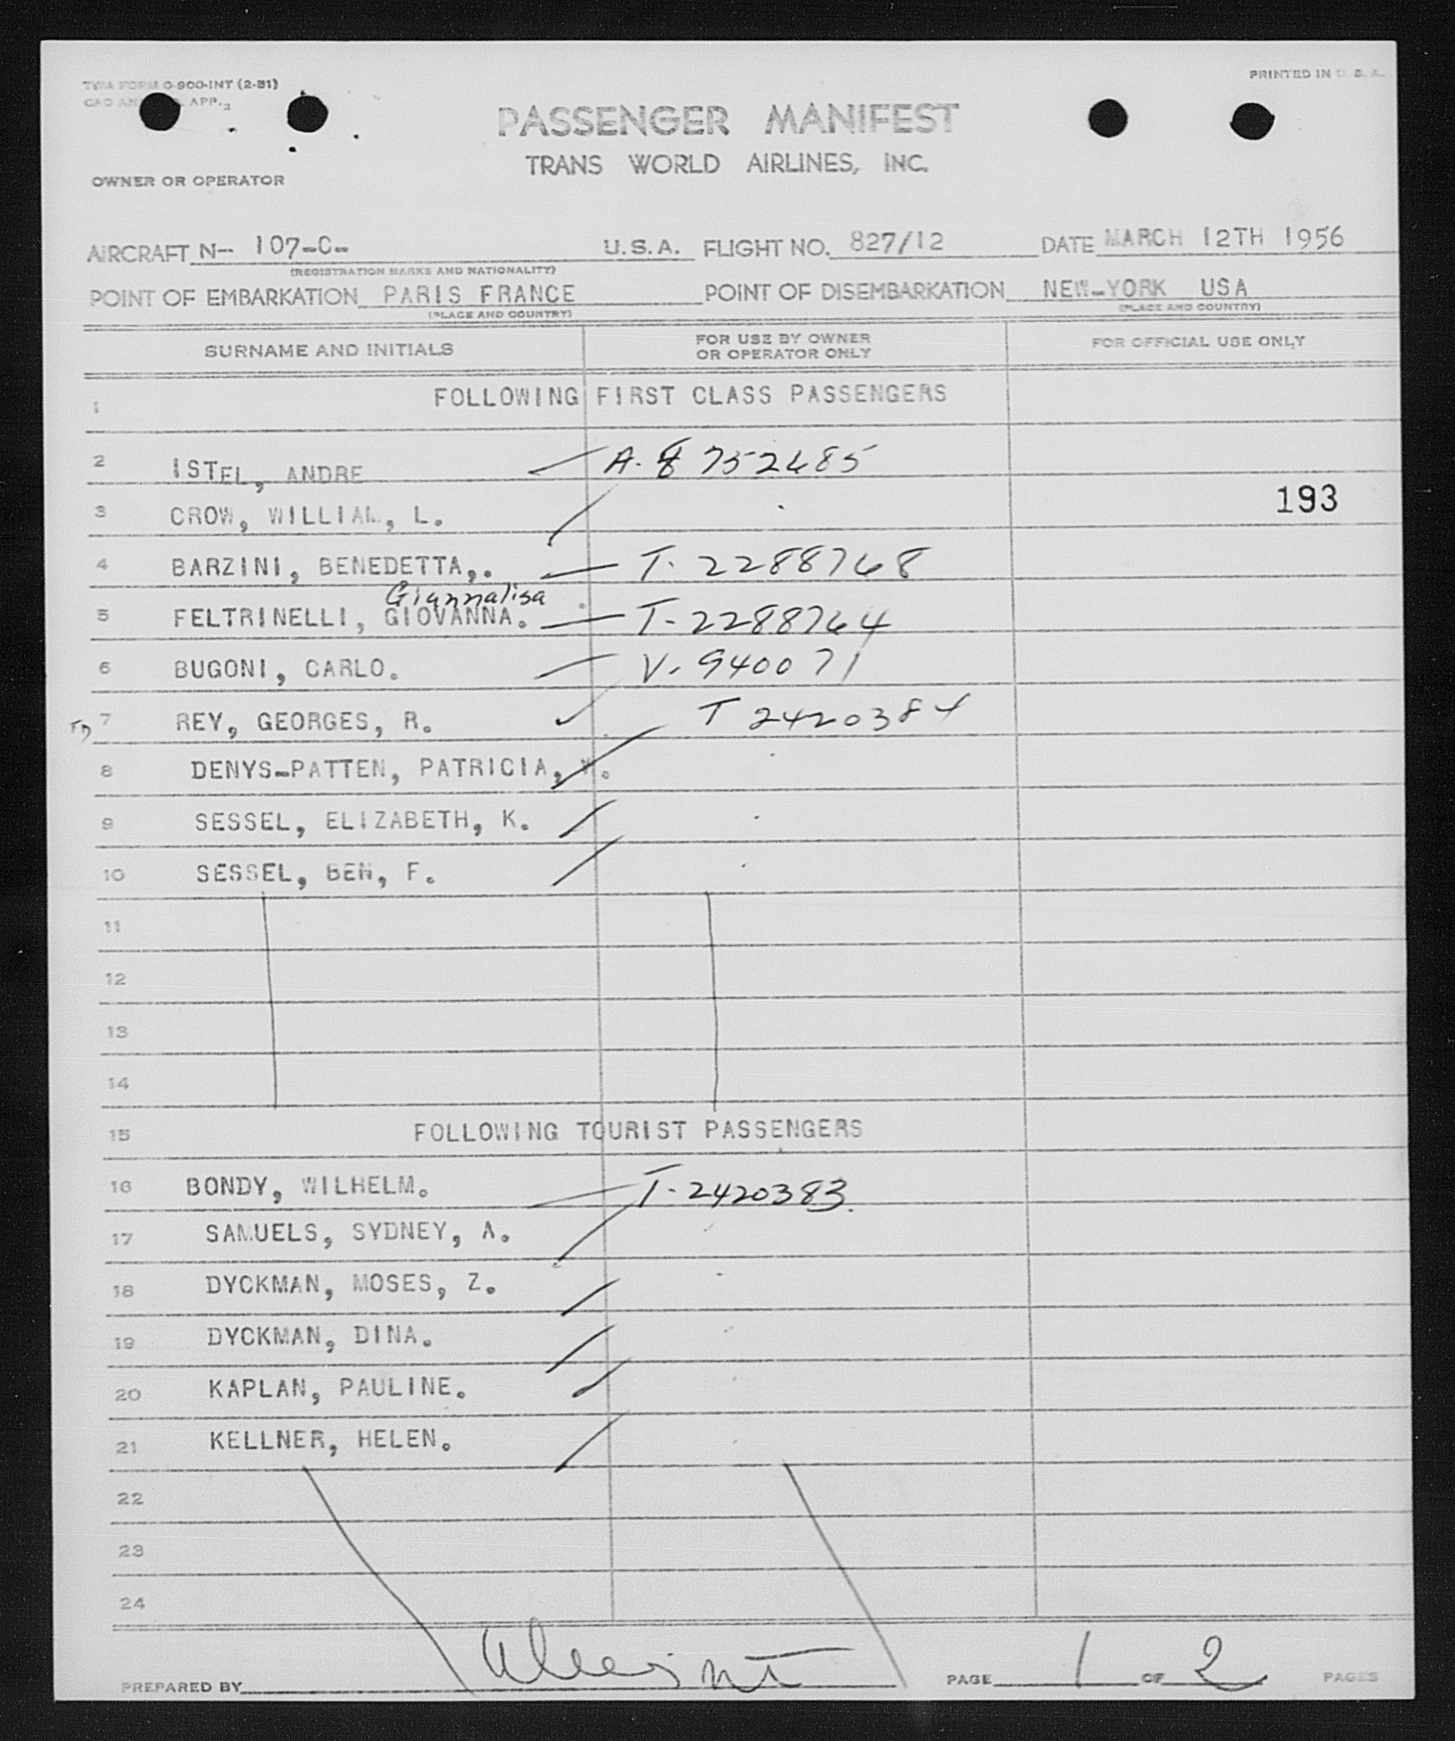 TWA FORM O-900-INT (2-51)
PRINTED IN U. S. A.
APP.
PASSENGER MANIFEST
TRANS WORLD AIRLINES, INC.
OWNER OR OPERATOR
AIRCRAFT N-- 107-C-- U.S.A. FLIGHT NO. 827/12 DATE MARCH 12TH 1956
(REGISTRATION MARKS AND NATIONALITY)
POINT OF EMBARKATION PARIS FRANCE POINT OF DISEMBARKATION NEW-YORK USA
(PLACE AND COUNTRY) (PLACE AND COUNTRY)
SURNAME AND INITIALS FOR USE BY OWNER OR OPERATOR ONLY FOR OFFICIAL USE ONLY
1 FOLLOWING FIRST CLASS PASSENGERS
2 ISTEL, ANDRE A. 8 752485
3 CROW, WILLIAM, L. 193
4 BARZINI, BENEDETTA,. T. 2288768
Giannalisa
5 FELTRINELLI, GIOVANNA. T-2288764
6 BUGONI, CARLO. V. 940071
7 REY, GEORGES, R. T 2420384
8 DENYS-PATTEN, PATRICIA,
9 SESSEL, ELIZABETH, K.
10 SESSEL, BEN, F.
11
12
13
14
15 FOLLOWING TOURIST PASSENGERS
16 BONDY, WILHELM. T-2420383.
17 SAMUELS, SYDNEY, A.
18 DYCKMAN, MOSES, Z.
19 DYCKMAN, DINA.
20 KAPLAN, PAULINE.
21 KELLNER, HELEN.
22
23
24
PREPARED BY PAGE 1 OF 2 PAGES